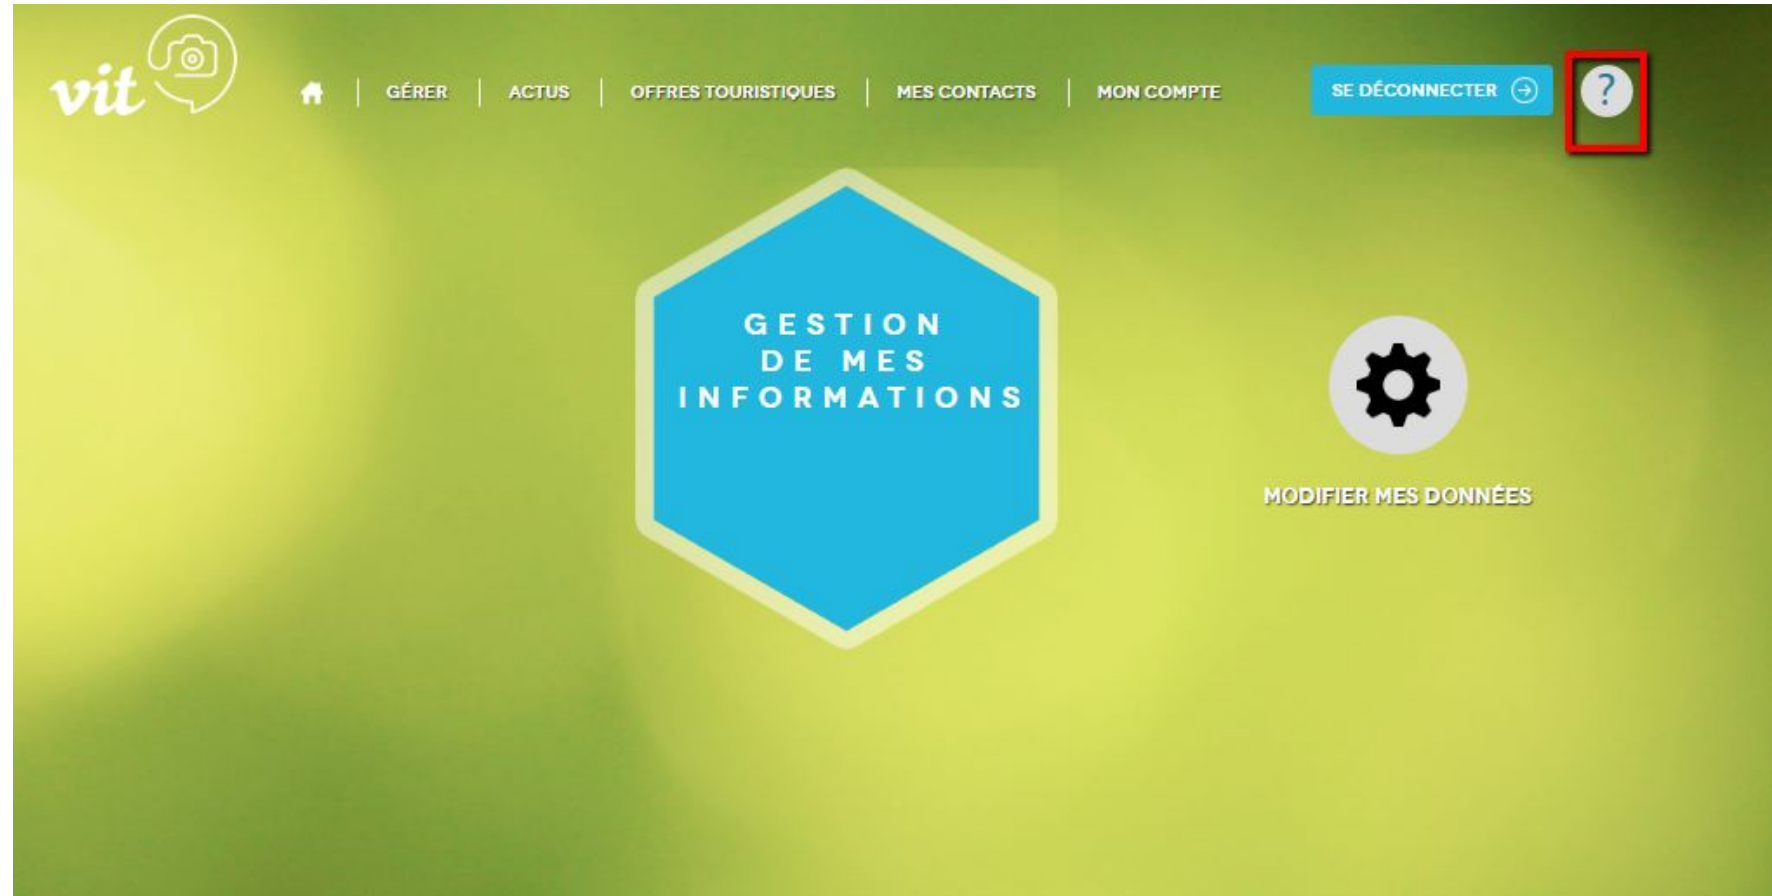 vit
GÉRER | ACTUS | OFFRES TOURISTIQUES | MES CONTACTS | MON COMPTE
SE DÉCONNECTER
?
GESTION
DE MES
INFORMATIONS
MODIFIER MES DONNÉES